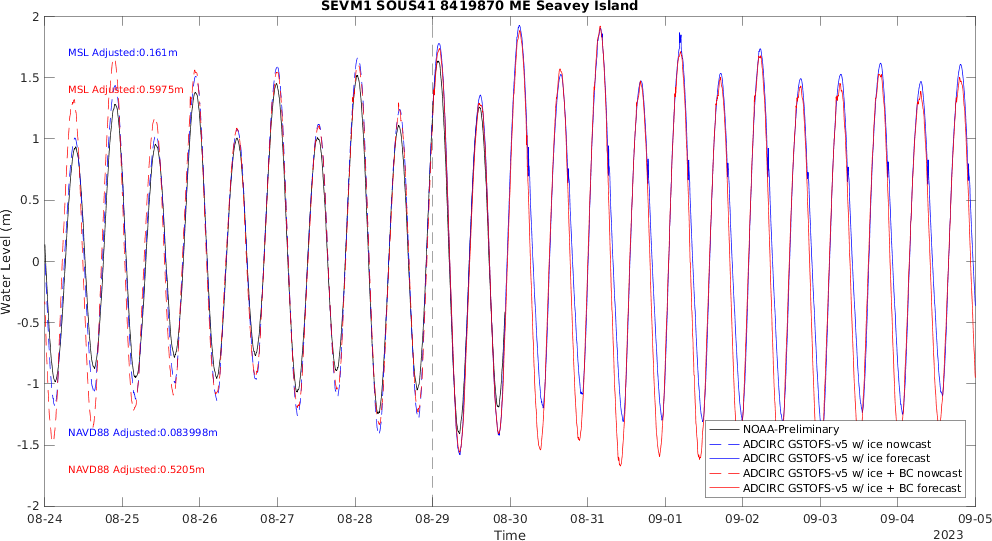 SEVM1 SOUS41 8419870 ME Seavey Island
2
1.5
1
0.5
0
-0.5
-1
-1.5
-2
Water Level (m)
MSL Adjusted:0.161m
MSL Adjusted:0.5975m
NAVD88 Adjusted:0.083998m
NAVD88 Adjusted:0.5205m
NOAA-Preliminary
ADCIRC GSTOFS-v5 w/ ice nowcast
ADCIRC GSTOFS-v5 w/ ice forecast
ADCIRC GSTOFS-v5 w/ ice + BC nowcast
ADCIRC GSTOFS-v5 w/ ice + BC forecast
08-24 08-25 08-26 08-27 08-28 08-29 08-30 08-31 09-01 09-02 09-03 09-04 09-05
Time
2023